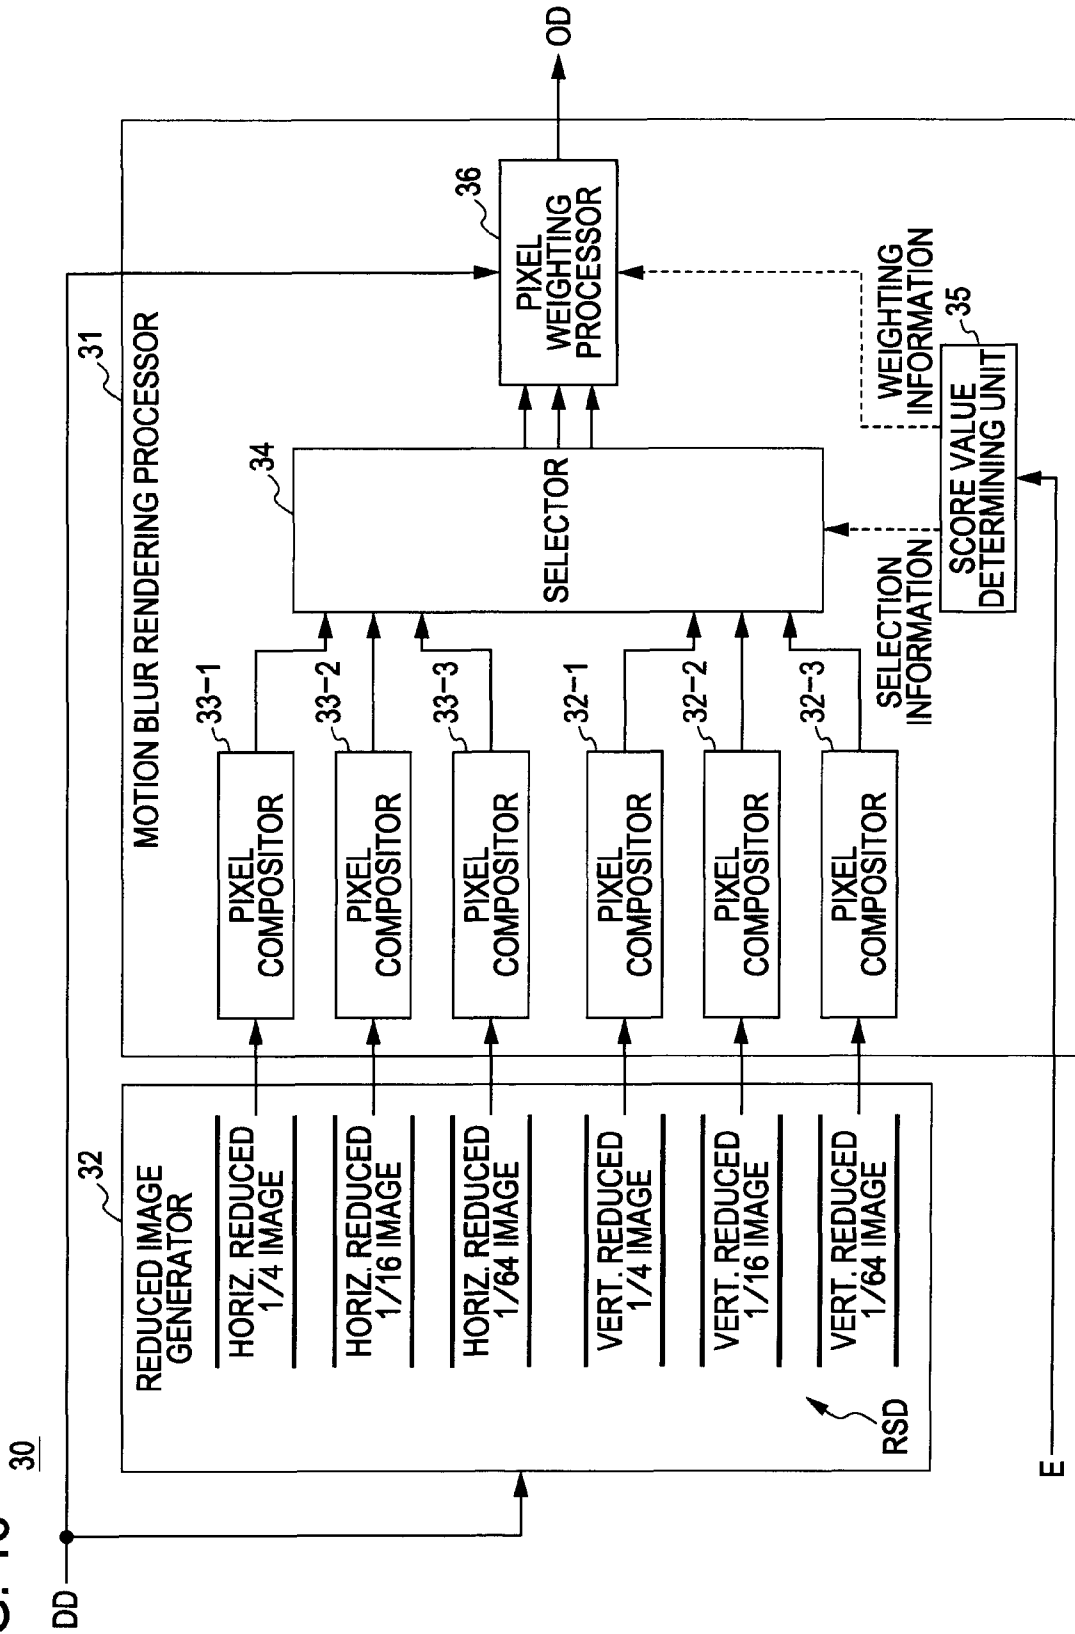 30
DD
31
MOTION BLUR RENDERING PROCESSOR
32
REDUCED IMAGE
GENERATOR
HORIZ. REDUCED
1/4 IMAGE
HORIZ. REDUCED
1/16 IMAGE
HORIZ. REDUCED
1/64 IMAGE
VERT. REDUCED
1/4 IMAGE
VERT. REDUCED
1/16 IMAGE
VERT. REDUCED
1/64 IMAGE
RSD
33-1
PIXEL
COMPOSITOR
33-2
PIXEL
COMPOSITOR
33-3
PIXEL
COMPOSITOR
32-1
PIXEL
COMPOSITOR
32-2
PIXEL
COMPOSITOR
32-3
PIXEL
COMPOSITOR
34
SELECTOR
36
PIXEL
WEIGHTING
PROCESSOR
OD
SELECTION
INFORMATION
WEIGHTING
INFORMATION
35
SCORE VALUE
DETERMINING UNIT
E